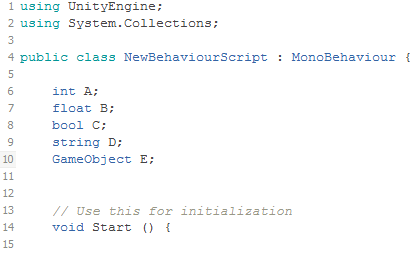 1 using UnityEngine;
2 using System.Collections;
3
4 public class NewBehaviourScript : MonoBehaviour {
5
6     int A;
7     float B;
8     bool C;
9     string D;
10     GameObject E;
11
12
13     // Use this for initialization
14     void Start () {
15